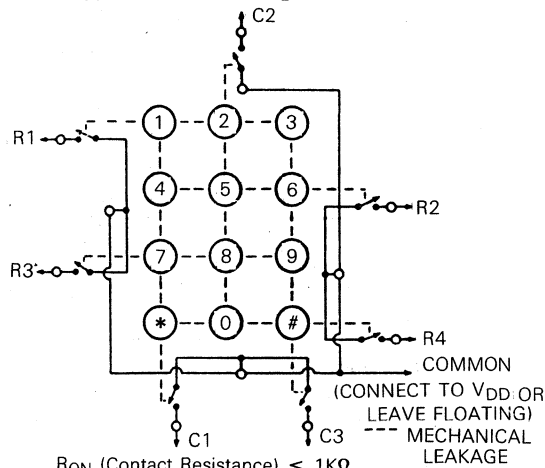 C2
1 2 3
R1
4 5 6
R2
7 8 9
R3
* 0 #
R4
COMMON
(CONNECT TO VDD OR
LEAVE FLOATING)
---- MECHANICAL
LEAKAGE
C1 C3
RON (Contact Resistance) ≤ 1KΩ